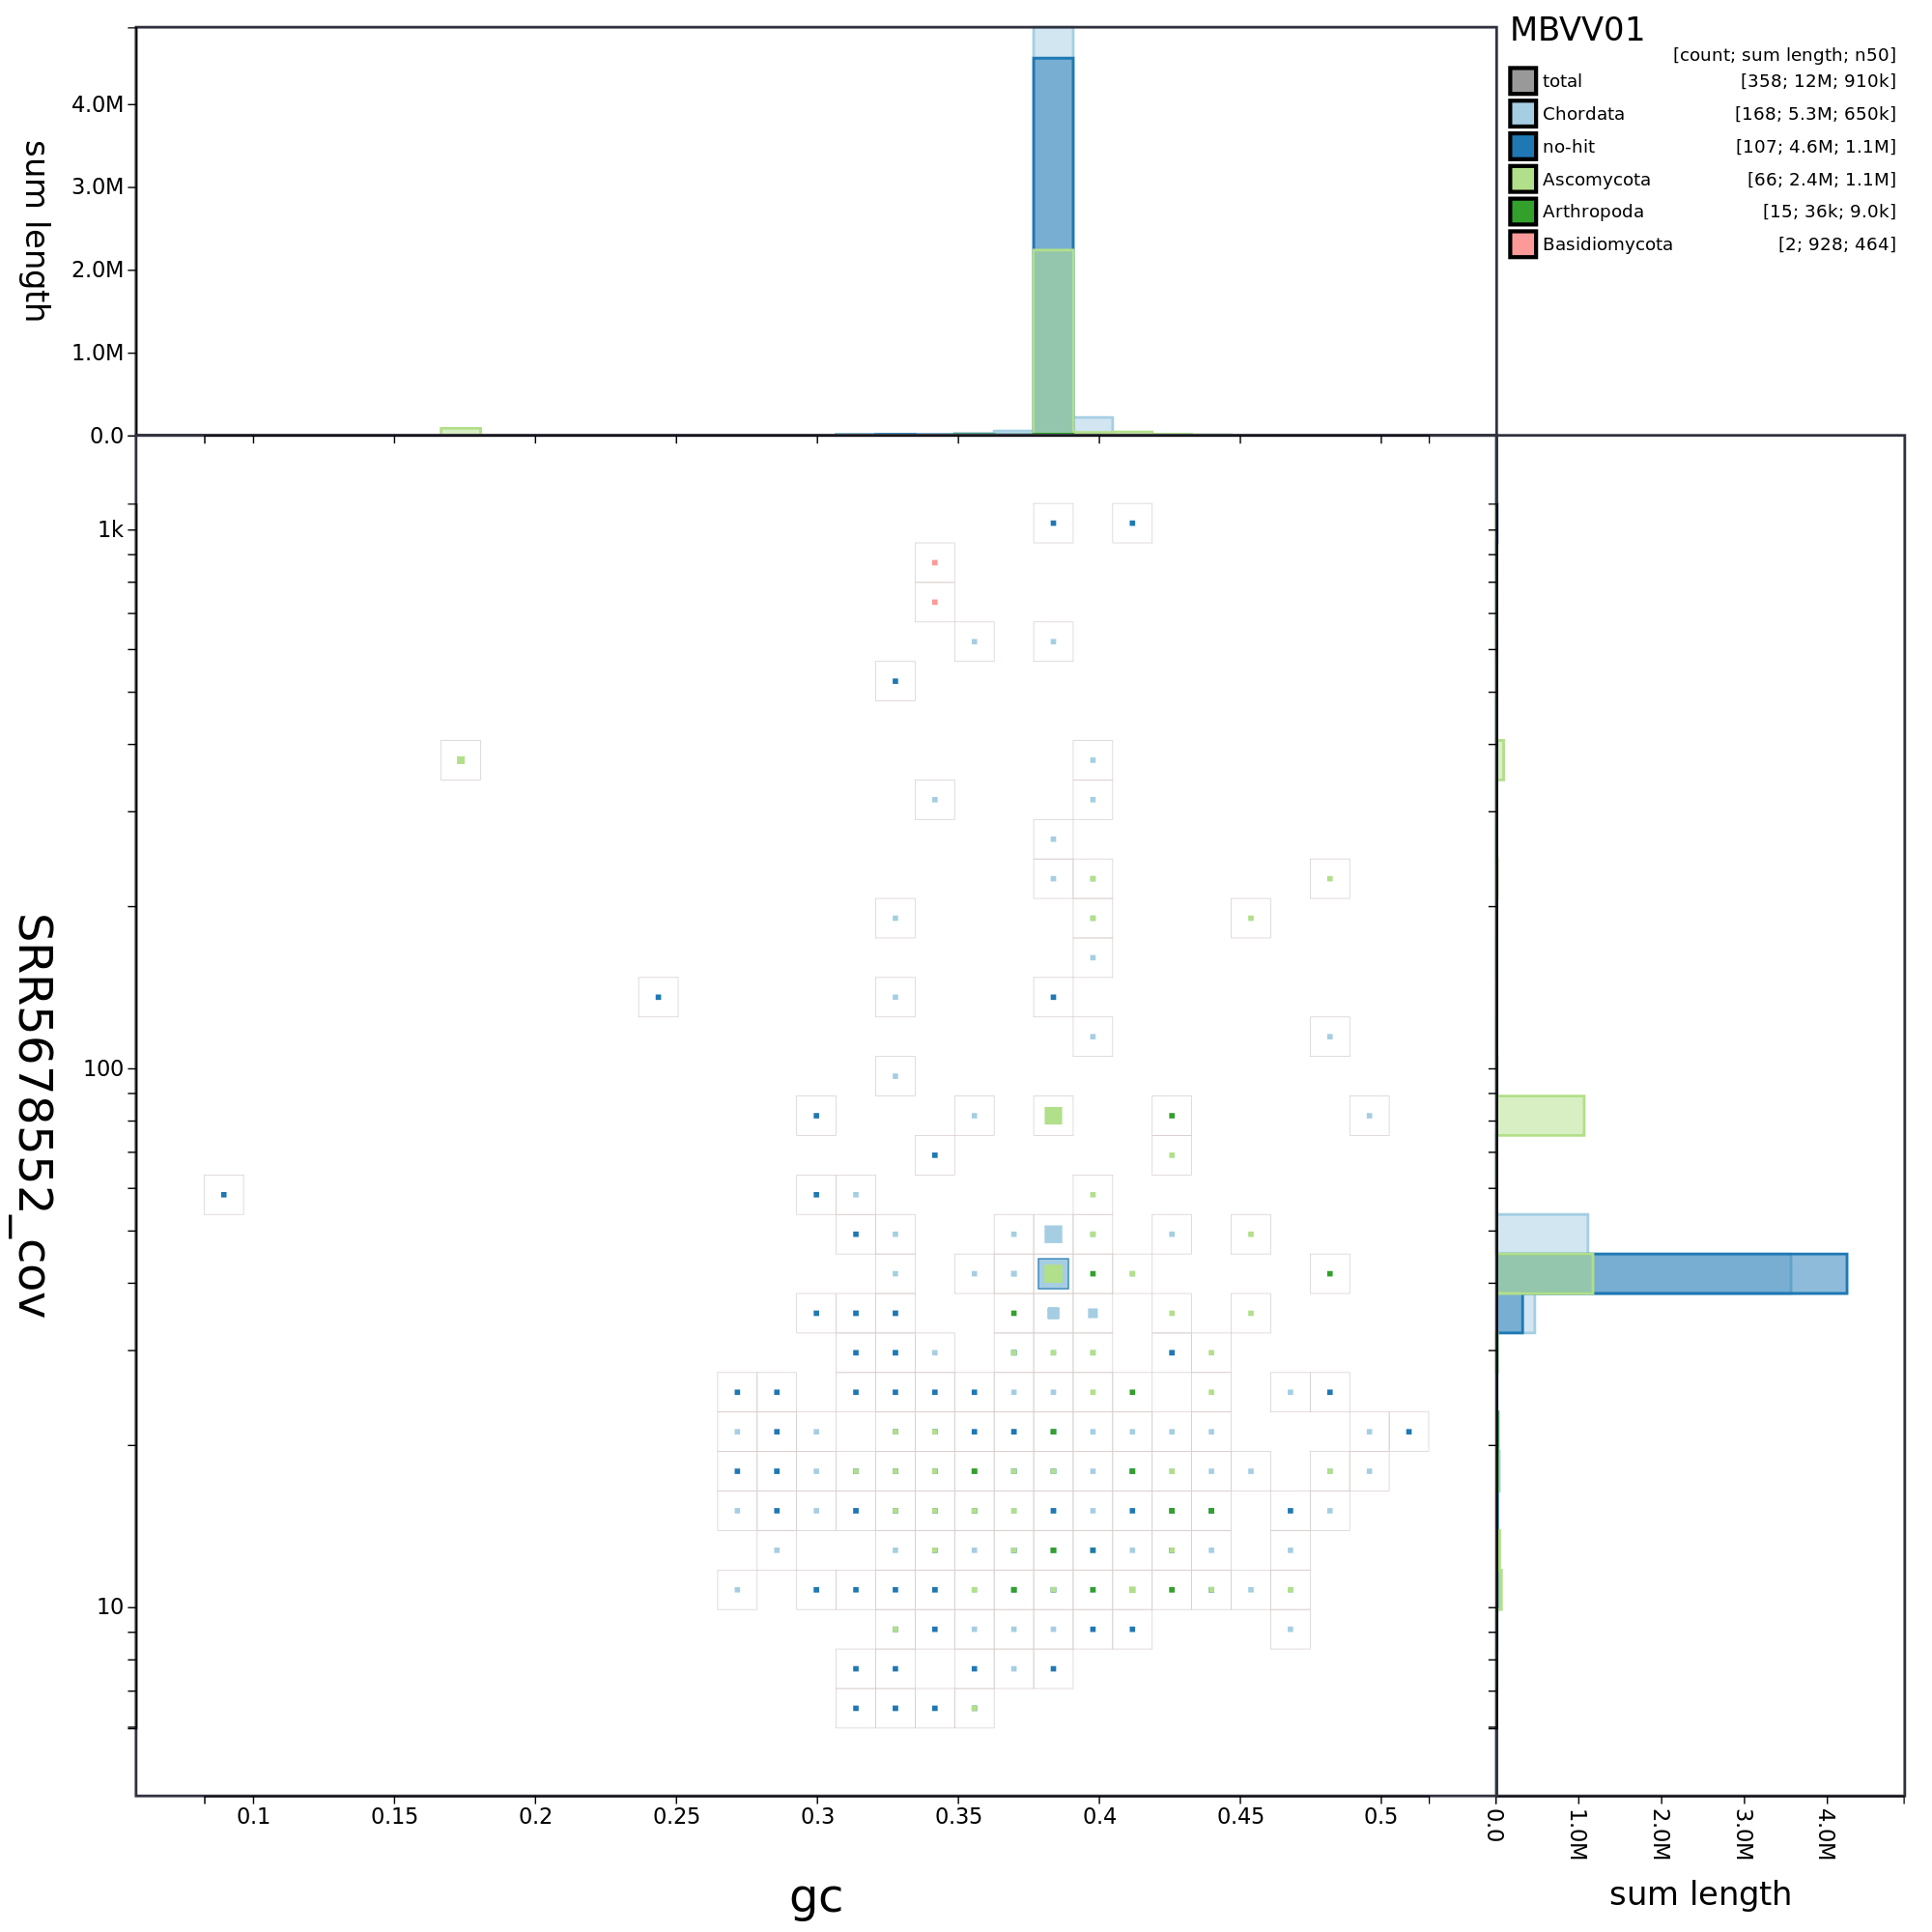 MBVV01
[count; sum length; n50]
total [358; 12M; 910k]
Chordata [168; 5.3M; 650k]
no-hit [107; 4.6M; 1.1M]
Ascomycota [66; 2.4M; 1.1M]
Arthropoda [15; 36k; 9.0k]
Basidiomycota [2; 928; 464]
sum length
4.0M
3.0M
2.0M
1.0M
0.0
SRR5678552_cov
1k
100
10
0.1 0.15 0.2 0.25 0.3 0.35 0.4 0.45 0.5
gc
0.0 1.0M 2.0M 3.0M 4.0M
sum length